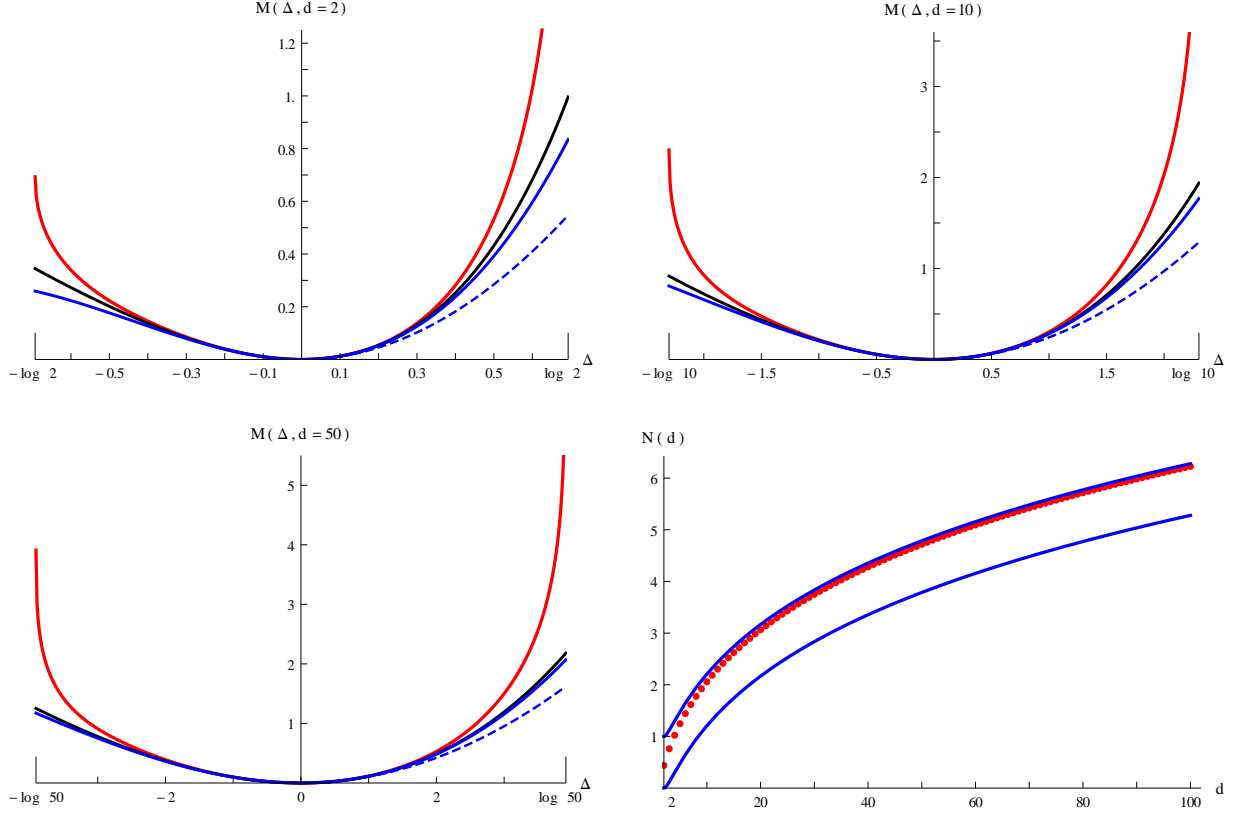 M ( Δ , d = 2 )
1.2
1.
0.8
0.6
0.4
0.2
− log 2 − 0.5 − 0.3 − 0.1 0.1 0.3 0.5 log 2 Δ
M ( Δ , d = 10 )
3
2
1
− log 10 − 1.5 − 0.5 0.5 1.5 log 10 Δ
M ( Δ , d = 50 )
5
4
3
2
1
− log 50 − 2 0 2 log 50 Δ
N ( d )
6
5
4
3
2
1
2 20 40 60 80 100 d